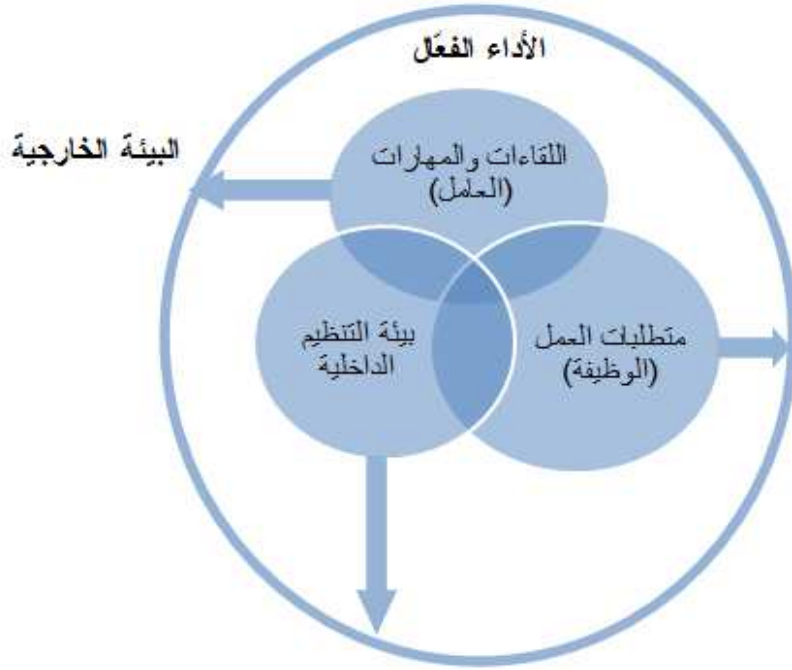 الأداء الفعّال
البيئة الخارجية
اللقاءات والمهارات
(العامل)
بيئة التنظيم
الداخلية
متطلبات العمل
(الوظيفة)